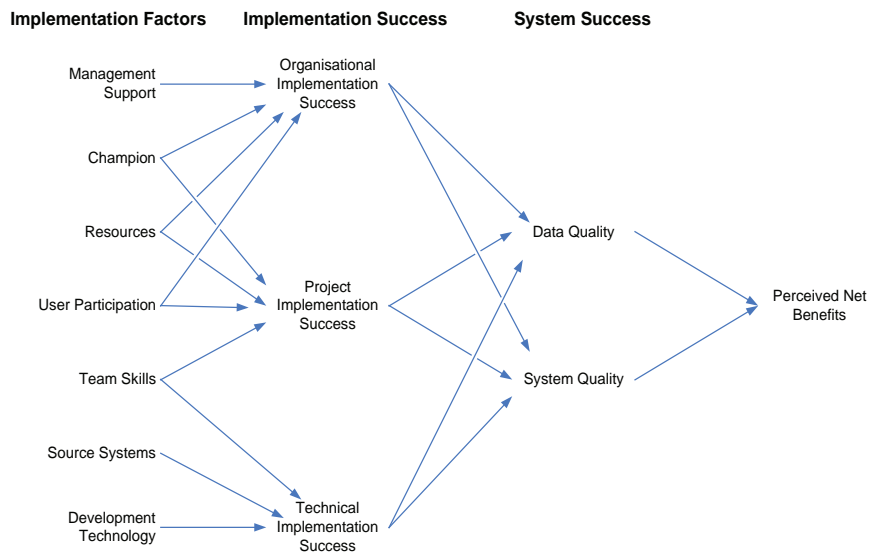 Implementation Factors
Implementation Success
System Success
Management
Support
Champion
Resources
User Participation
Team Skills
Source Systems
Development
Technology
Organisational
Implementation
Success
Project
Implementation
Success
Technical
Implementation
Success
Data Quality
System Quality
Perceived Net
Benefits